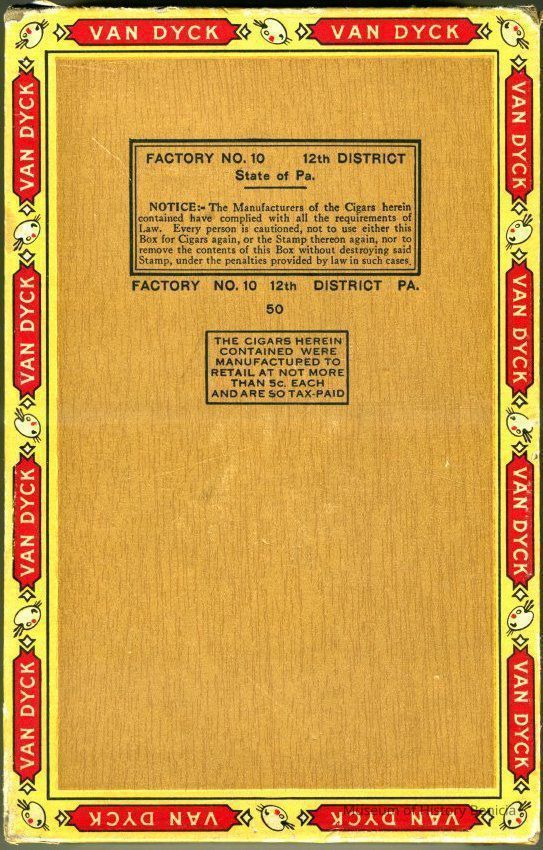 VAN DYCK VAN DYCK
VAN DYCK
VAN DYCK
VAN DYCK
VAN DYCK
FACTORY NO. 10 12th DISTRICT
State of Pa.
NOTICE:- The Manufacturers of the Cigars herein
contained have complied with all the requirements of
Law. Every person is cautioned, not to use either this
Box for Cigars again, or the Stamp thereon again, nor to
remove the contents of this Box without destroying said
Stamp, under the penalties provided by law in such cases.
FACTORY NO. 10 12th DISTRICT PA.
50
THE CIGARS HEREIN
CONTAINED WERE
MANUFACTURED TO
RETAIL AT NOT MORE
THAN 5c. EACH
AND ARE SO TAX-PAID
VAN DYCK
VAN DYCK
VAN DYCK
VAN DYCK
VAN DYCK VAN DYCK
Museum of History Benicia